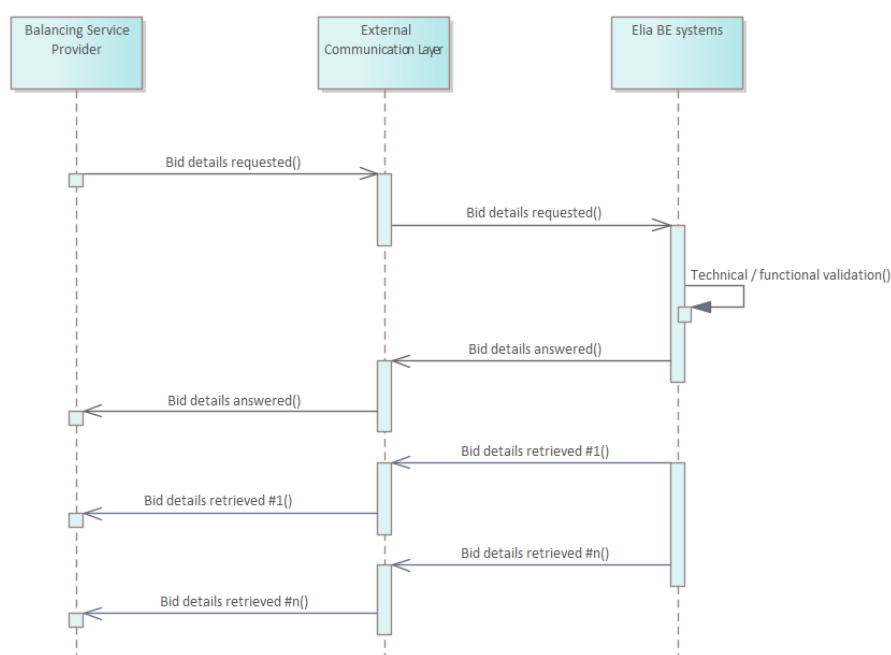 Balancing Service
Provider
External
Communication Layer
Elia BE systems
Bid details requested()
Bid details requested()
Technical / functional validation()
Bid details answered()
Bid details answered()
Bid details retrieved #1()
Bid details retrieved #1()
Bid details retrieved #n()
Bid details retrieved #n()